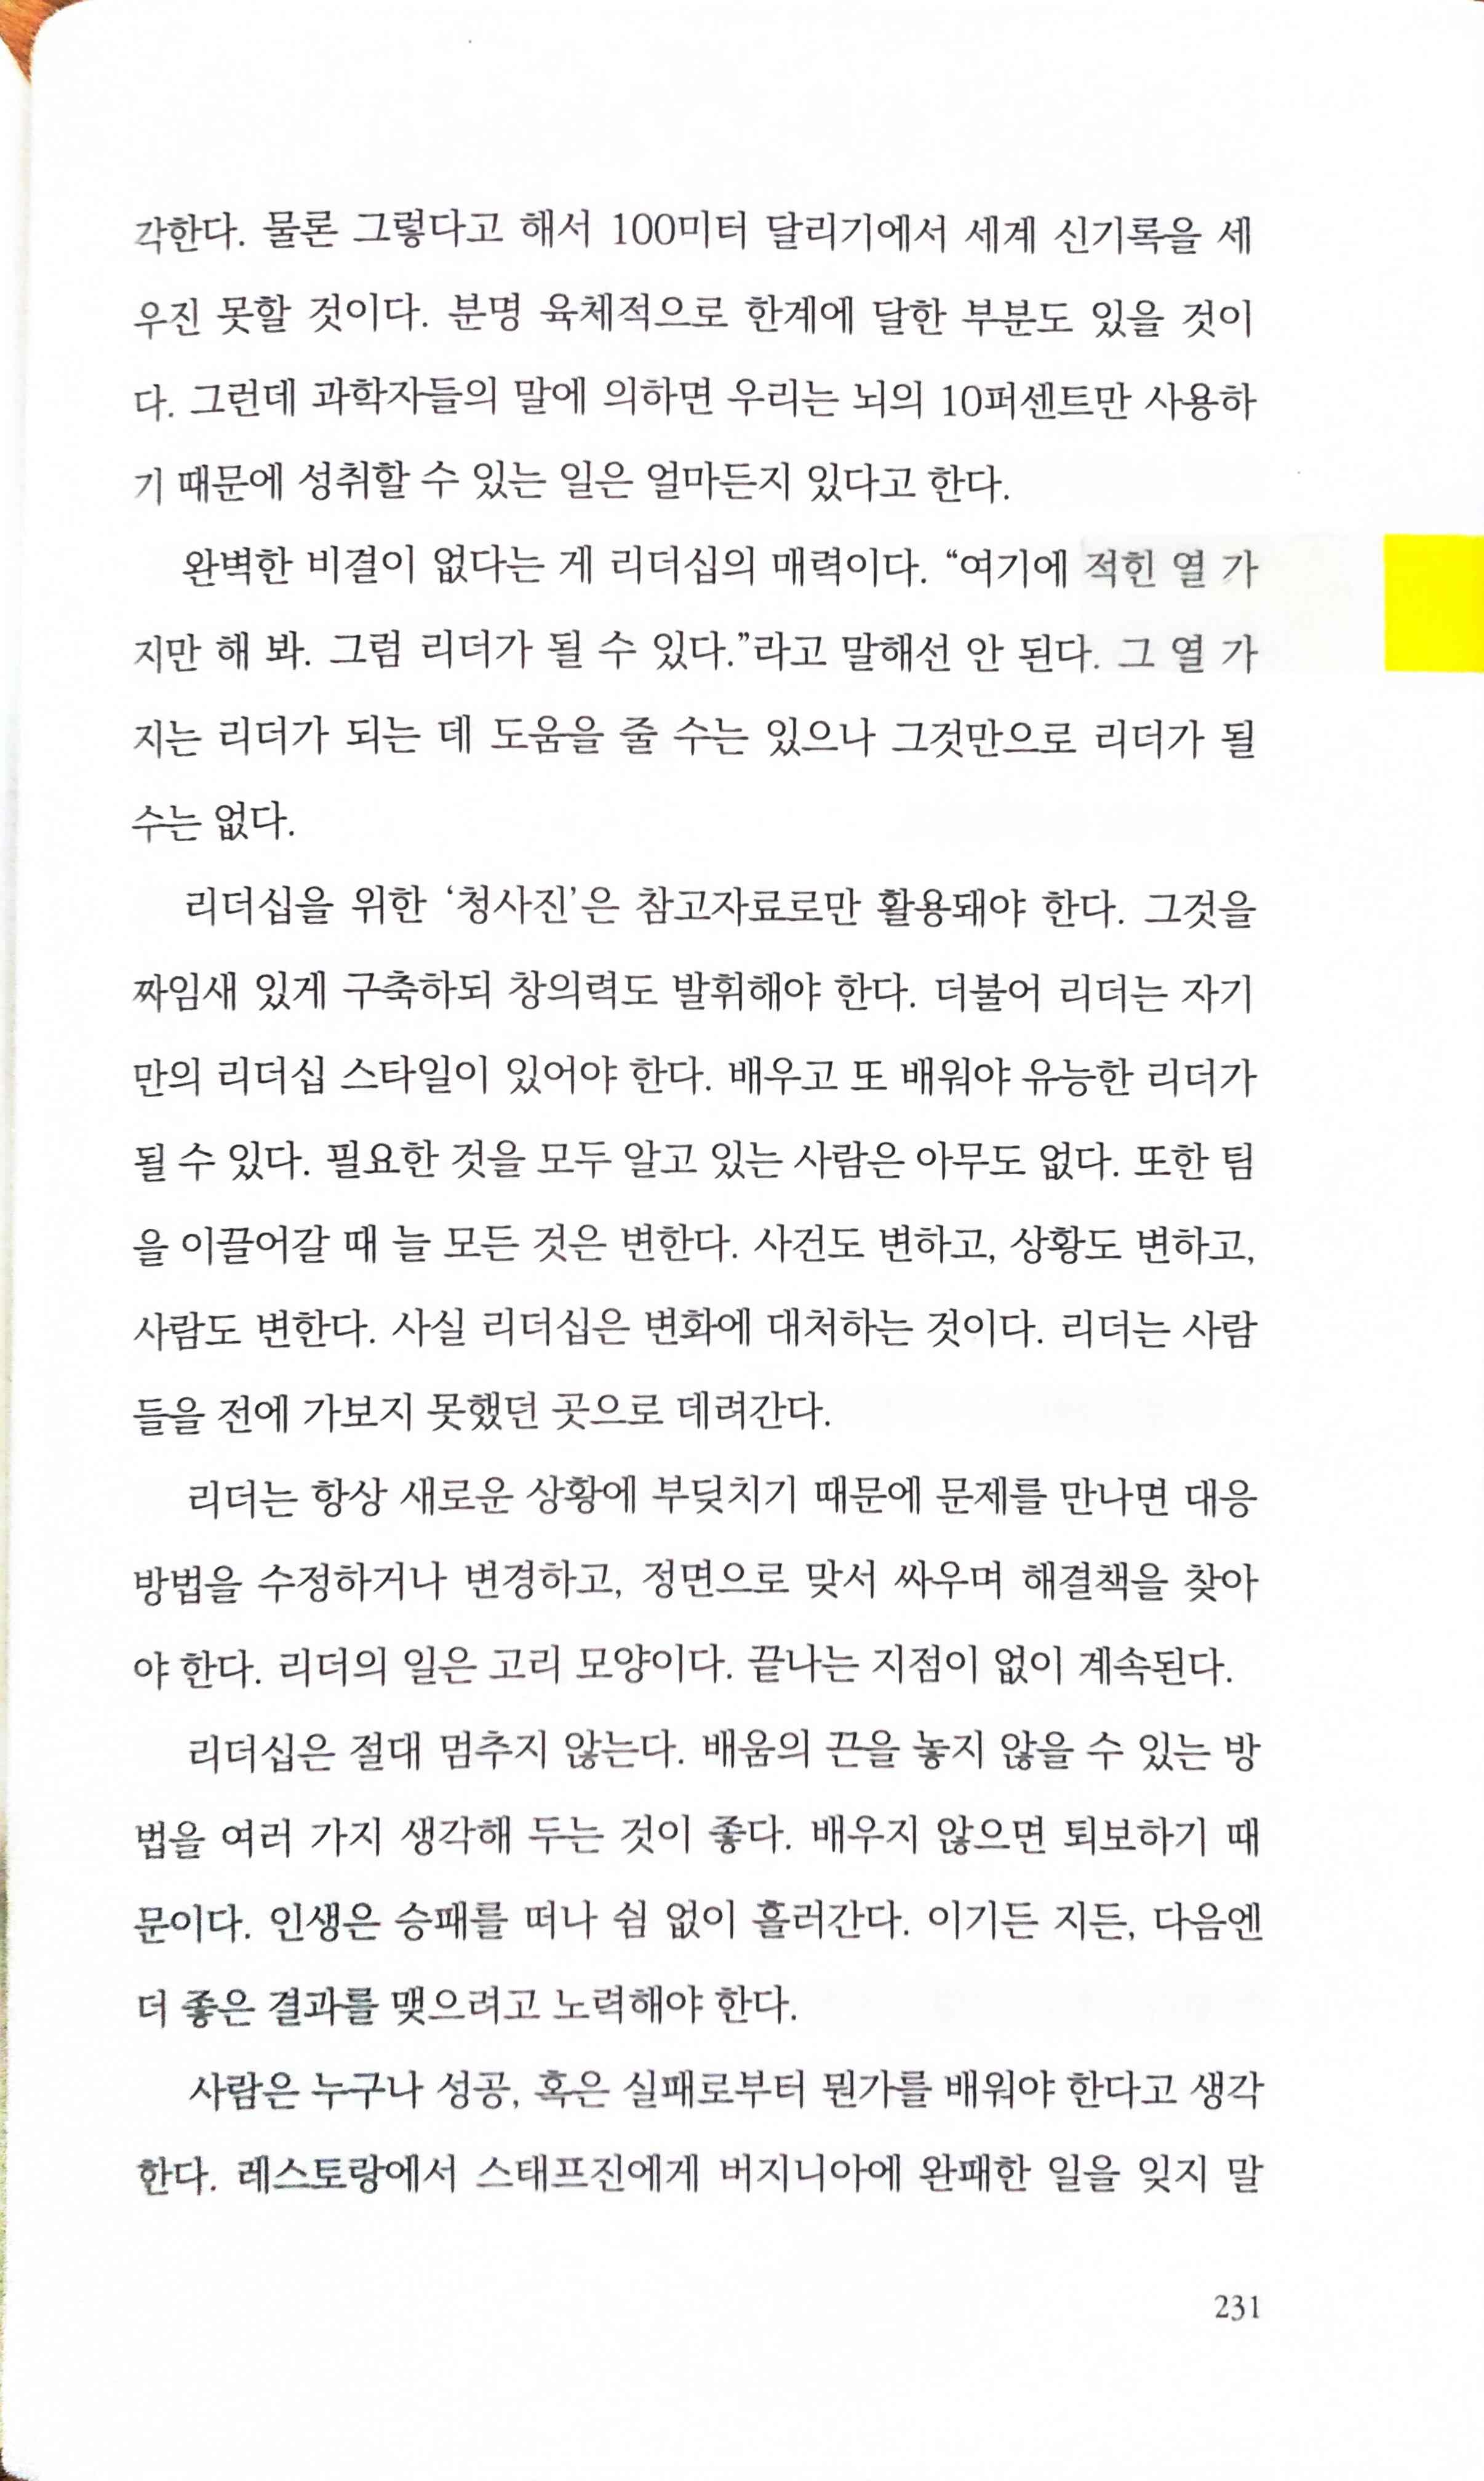 각한다. 물론 그렇다고 해서 100미터 달리기에서 세계 신기록을 세
우진 못할 것이다. 분명 육체적으로 한계에 달한 부분도 있을 것이
다. 그런데 과학자들의 말에 의하면 우리는 뇌의 10퍼센트만 사용하
기 때문에 성취할 수 있는 일은 얼마든지 있다고 한다.
완벽한 비결이 없다는 게 리더십의 매력이다. “여기에 적힌 열 가
지만 해 봐. 그럼 리더가 될 수 있다.”라고 말해선 안 된다. 그 열 가
지는 리더가 되는 데 도움을 줄 수는 있으나 그것만으로 리더가 될
수는 없다.
리더십을 위한 ‘청사진’은 참고자료로만 활용돼야 한다. 그것을
짜임새 있게 구축하되 창의력도 발휘해야 한다. 더불어 리더는 자기
만의 리더십 스타일이 있어야 한다. 배우고 또 배워야 유능한 리더가
될 수 있다. 필요한 것을 모두 알고 있는 사람은 아무도 없다. 또한 팀
을 이끌어갈 때 늘 모든 것은 변한다. 사건도 변하고, 상황도 변하고,
사람도 변한다. 사실 리더십은 변화에 대처하는 것이다. 리더는 사람
들을 전에 가보지 못했던 곳으로 데려간다.
리더는 항상 새로운 상황에 부딪치기 때문에 문제를 만나면 대응
방법을 수정하거나 변경하고, 정면으로 맞서 싸우며 해결책을 찾아
야 한다. 리더의 일은 고리 모양이다. 끝나는 지점이 없이 계속된다.
리더십은 절대 멈추지 않는다. 배움의 끈을 놓지 않을 수 있는 방
법을 여러 가지 생각해 두는 것이 좋다. 배우지 않으면 퇴보하기 때
문이다. 인생은 승패를 떠나 쉼 없이 흘러간다. 이기든 지든, 다음엔
더 좋은 결과를 맺으려고 노력해야 한다.
사람은 누구나 성공, 혹은 실패로부터 뭔가를 배워야 한다고 생각
한다. 레스토랑에서 스태프진에게 버지니아에 완패한 일을 잊지 말
231